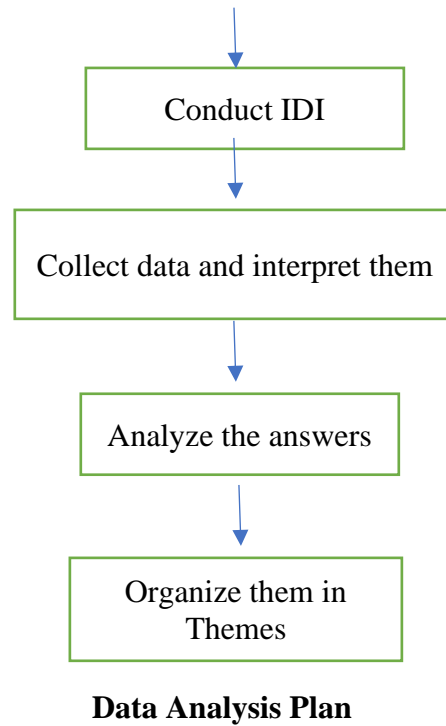 Conduct IDI
Collect data and interpret them
Analyze the answers
Organize them in
Themes
Data Analysis Plan